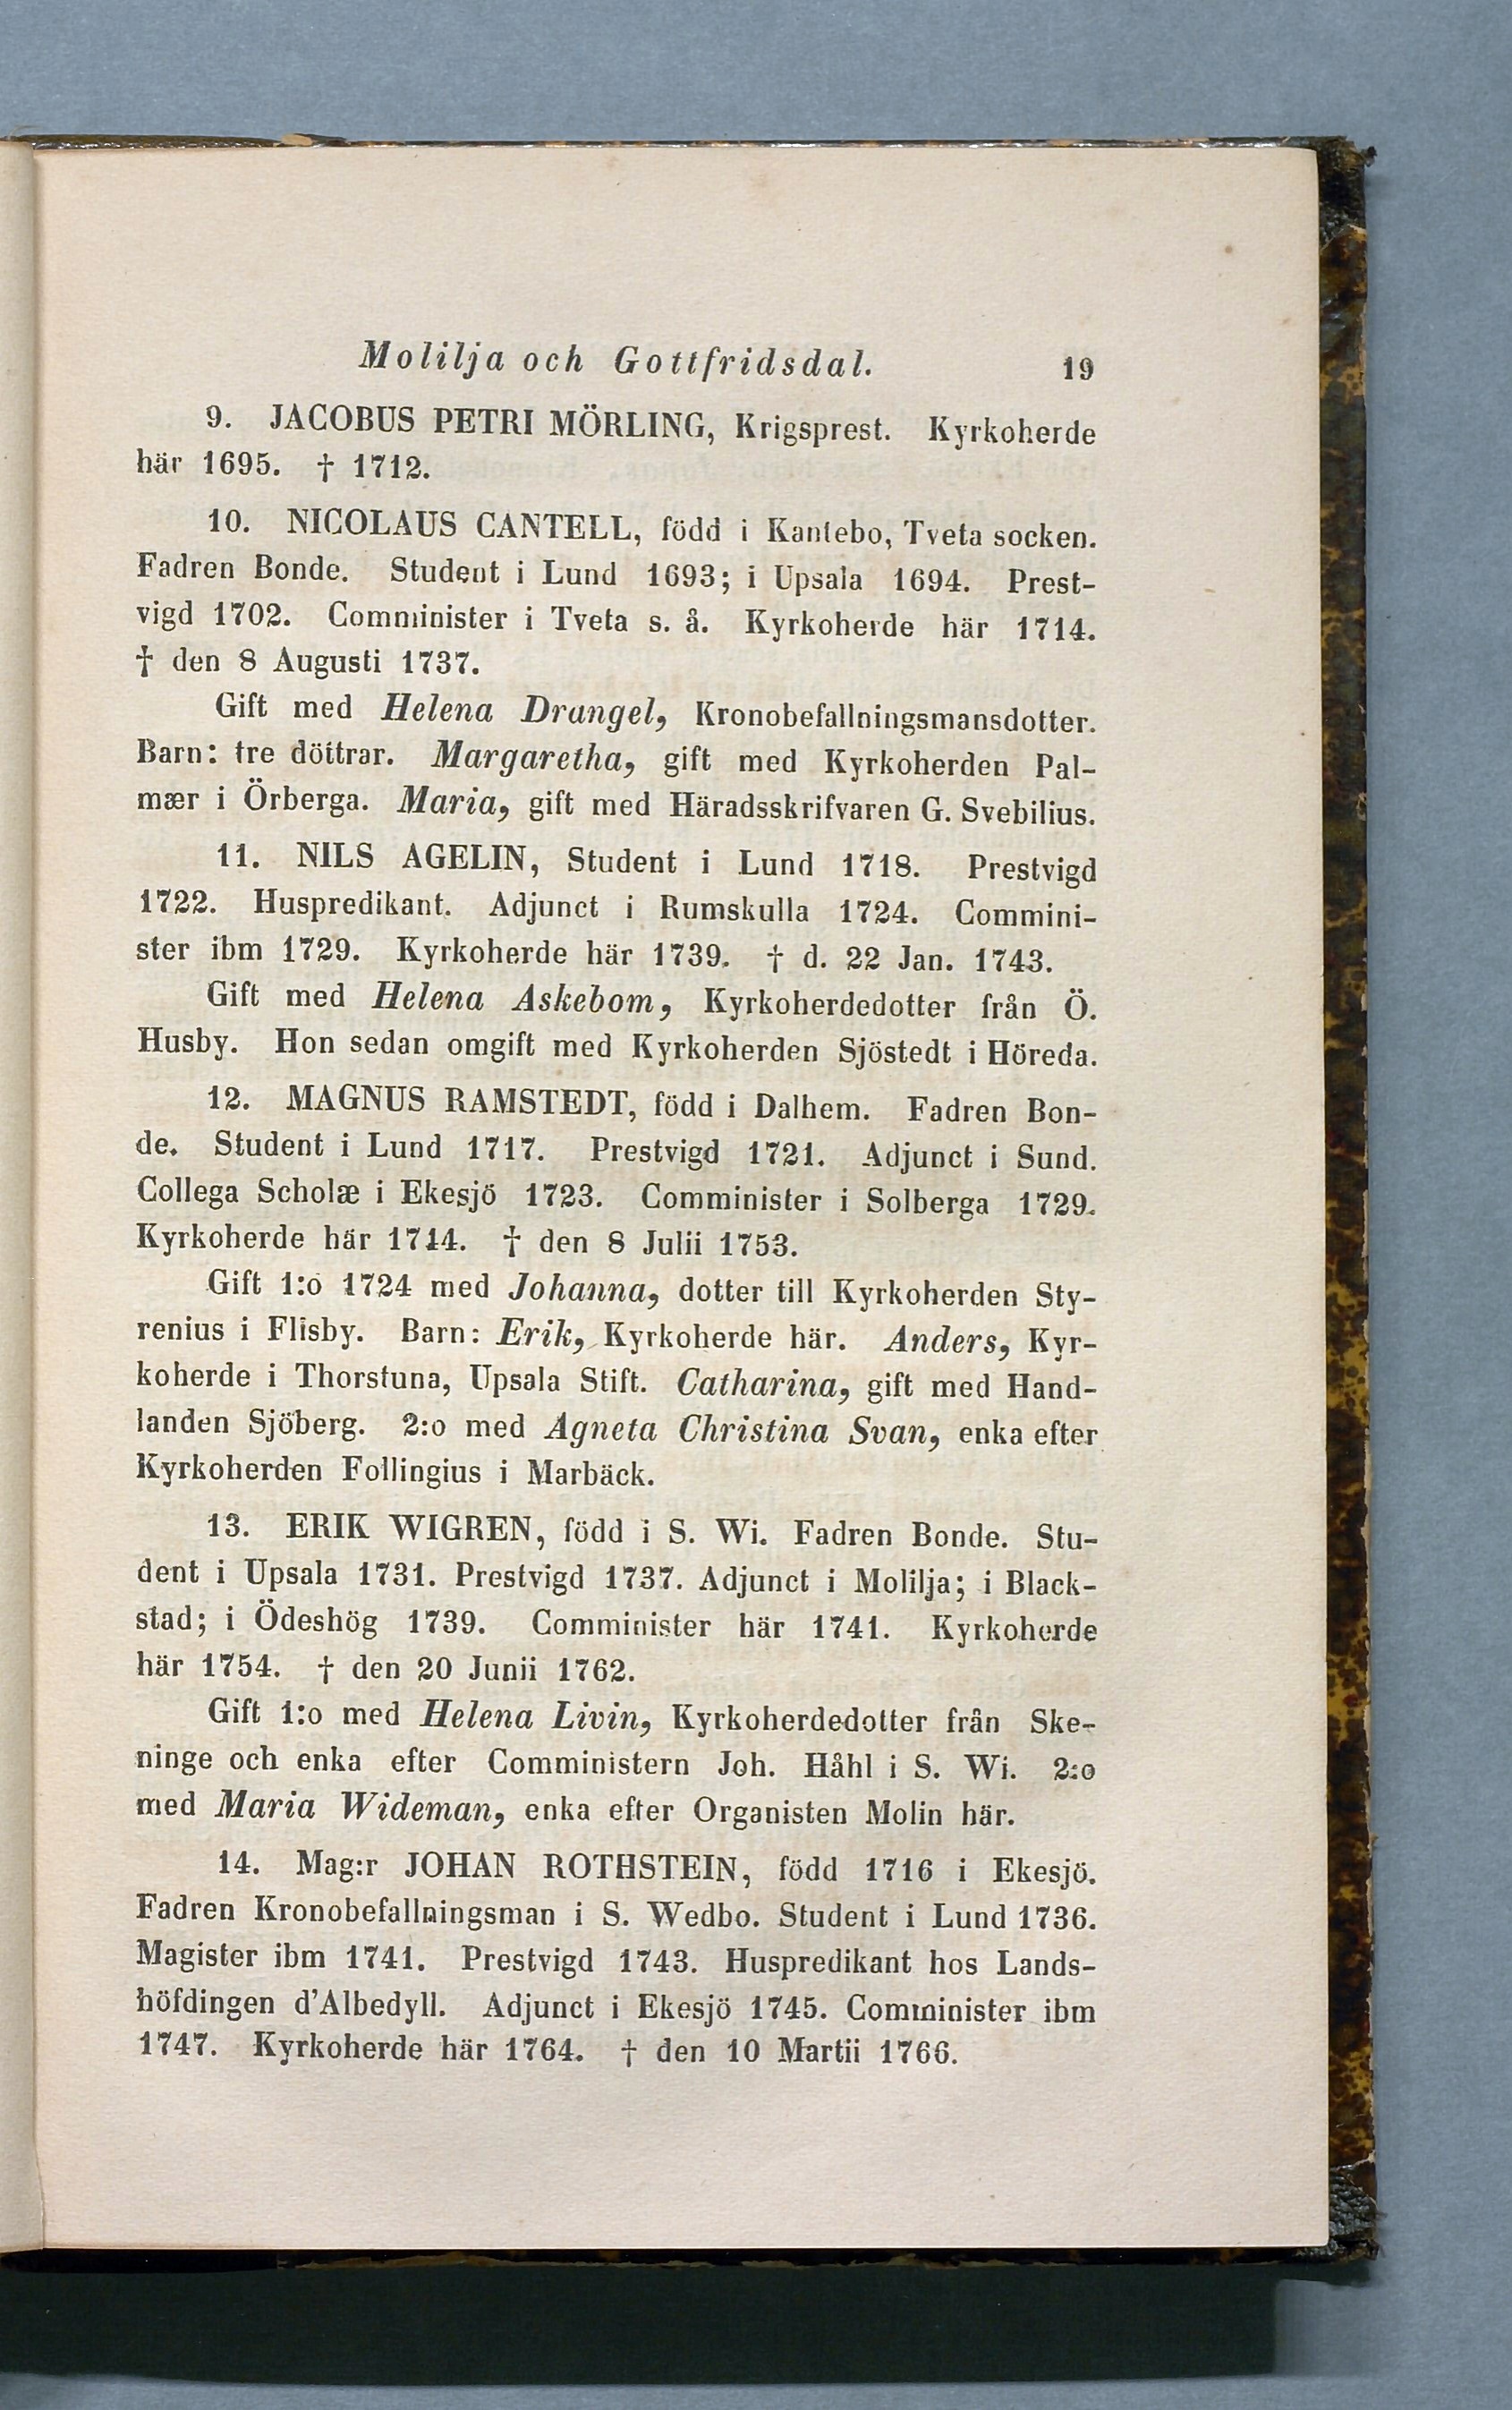 Molilja och Gottfridsdal. 19
9. JACOBUS PETRI MÖRLING, Krigsprest. Kyrkoherde
här 1695. † 1712.
10. NICOLAUS CANTELL, född i Kantebo, Tveta socken.
Fadren Bonde. Student i Lund 1693; i Upsala 1694. Prest-
vigd 1702. Comminister i Tveta s. å. Kyrkoherde här 1714.
† den 8 Augusti 1737.
Gift med Helena Drangel, Kronobefallningsmansdotter.
Barn: tre döttrar. Margaretha, gift med Kyrkoherden Pal-
mær i Örberga. Maria, gift med Häradsskrifvaren G. Svebilius.
11. NILS AGELIN, Student i Lund 1718. Prestvigd
1722. Huspredikant. Adjunct i Rumskulla 1724. Commini-
ster ibm 1729. Kyrkoherde här 1739. † d. 22 Jan. 1743.
Gift med Helena Askebom, Kyrkoherdedotter från Ö.
Husby. Hon sedan omgift med Kyrkoherden Sjöstedt i Höreda.
12. MAGNUS RAMSTEDT, född i Dalhem. Fadren Bon-
de. Student i Lund 1717. Prestvigd 1721. Adjunct i Sund.
Collega Scholæ i Ekesjö 1723. Comminister i Solberga 1729.
Kyrkoherde här 1744. † den 8 Julii 1753.
Gift 1:o 1724 med Johanna, dotter till Kyrkoherden Sty-
renius i Flisby. Barn: Erik, Kyrkoherde här. Anders, Kyr-
koherde i Thorstuna, Upsala Stift. Catharina, gift med Hand-
landen Sjöberg. 2:o med Agneta Christina Svan, enka efter
Kyrkoherden Follingius i Marbäck.
13. ERIK WIGREN, född i S. Wi. Fadren Bonde. Stu-
dent i Upsala 1731. Prestvigd 1737. Adjunct i Molilja; i Black-
stad; i Ödeshög 1739. Comminister här 1741. Kyrkoherde
här 1754. † den 20 Junii 1762.
Gift 1:o med Helena Livin, Kyrkoherdedotter från Ske-
ninge och enka efter Comministern Joh. Håhl i S. Wi. 2:o
med Maria Wideman, enka efter Organisten Molin här.
14. Mag:r JOHAN ROTHSTEIN, född 1716 i Ekesjö.
Fadren Kronobefallningsman i S. Wedbo. Student i Lund 1736.
Magister ibm 1741. Prestvigd 1743. Huspredikant hos Lands-
höfdingen d'Albedyll. Adjunct i Ekesjö 1745. Comminister ibm
1747. Kyrkoherde här 1764. † den 10 Martii 1766.